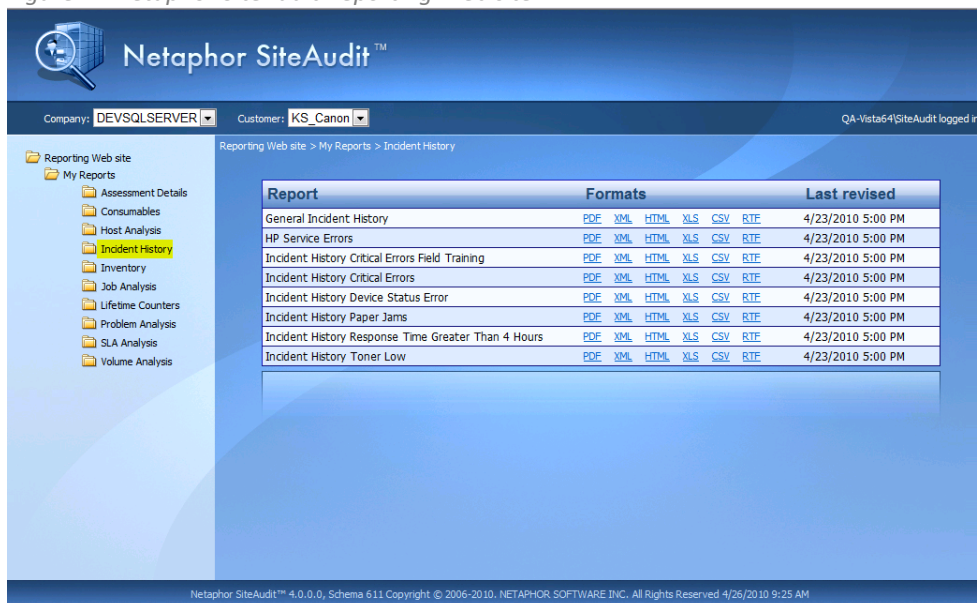 Netaphor SiteAudit™
Company: DEVSQLSERVER Customer: KS_Canon QA-Vista64\SiteAudit logged in
Reporting Web site > My Reports > Incident History
Reporting Web site
My Reports
Assessment Details
Consumables
Host Analysis
Incident History
Inventory
Job Analysis
Lifetime Counters
Problem Analysis
SLA Analysis
Volume Analysis
Report Formats Last revised
General Incident History PDF XML HTML XLS CSV RTF 4/23/2010 5:00 PM
HP Service Errors PDF XML HTML XLS CSV RTF 4/23/2010 5:00 PM
Incident History Critical Errors Field Training PDF XML HTML XLS CSV RTF 4/23/2010 5:00 PM
Incident History Critical Errors PDF XML HTML XLS CSV RTF 4/23/2010 5:00 PM
Incident History Device Status Error PDF XML HTML XLS CSV RTF 4/23/2010 5:00 PM
Incident History Paper Jams PDF XML HTML XLS CSV RTF 4/23/2010 5:00 PM
Incident History Response Time Greater Than 4 Hours PDF XML HTML XLS CSV RTF 4/23/2010 5:00 PM
Incident History Toner Low PDF XML HTML XLS CSV RTF 4/23/2010 5:00 PM
Netaphor SiteAudit™ 4.0.0.0, Schema 611 Copyright © 2006-2010. NETAPHOR SOFTWARE INC. All Rights Reserved 4/26/2010 9:25 AM